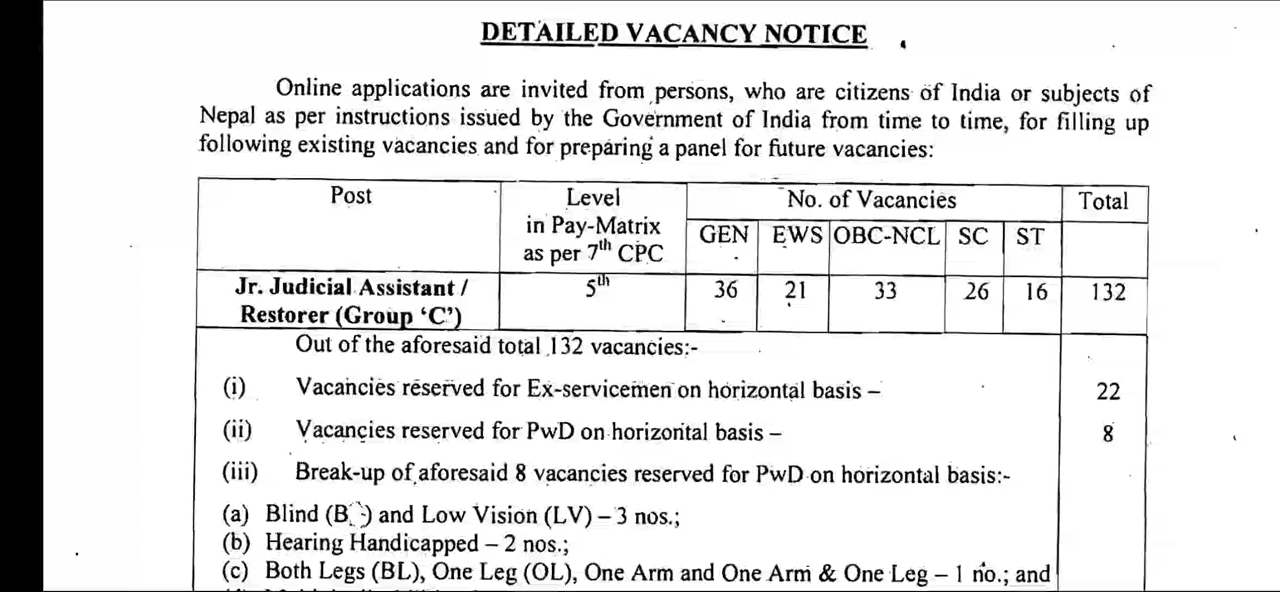 DETAILED VACANCY NOTICE
Online applications are invited from persons, who are citizens of India or subjects of
Nepal as per instructions issued by the Government of India from time to time, for filling up
following existing vacancies and for preparing a panel for future vacancies:
Post Level No. of Vacancies Total
in Pay-Matrix
GEN EWS OBC-NCL SC ST
as per 7th CPC
Jr. Judicial Assistant / 5th 36 21 33 26 16 132
Restorer (Group ‘C’)
Out of the aforesaid total 132 vacancies:-
(i) Vacancies reserved for Ex-servicemen on horizontal basis – 22
(ii) Vacancies reserved for PwD on horizontal basis – 8
(iii) Break-up of aforesaid 8 vacancies reserved for PwD on horizontal basis:-
(a) Blind (B) and Low Vision (LV) – 3 nos.;
(b) Hearing Handicapped – 2 nos.;
(c) Both Legs (BL), One Leg (OL), One Arm and One Arm & One Leg – 1 no.; and